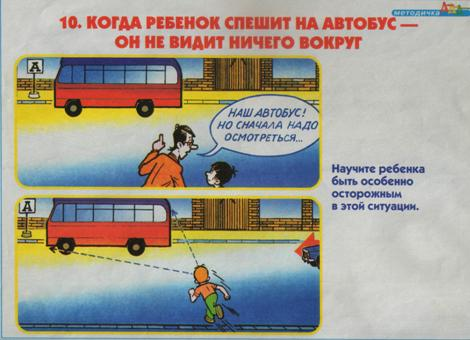 методичка
10. КОГДА РЕБЕНОК СПЕШИТ НА АВТОБУС —
ОН НЕ ВИДИТ НИЧЕГО ВОКРУГ
А
НАШ АВТОБУС!
НО СНАЧАЛА НАДО
ОСМОТРЕТЬСЯ...
Научите ребенка
быть особенно
осторожным
в этой ситуации.
А